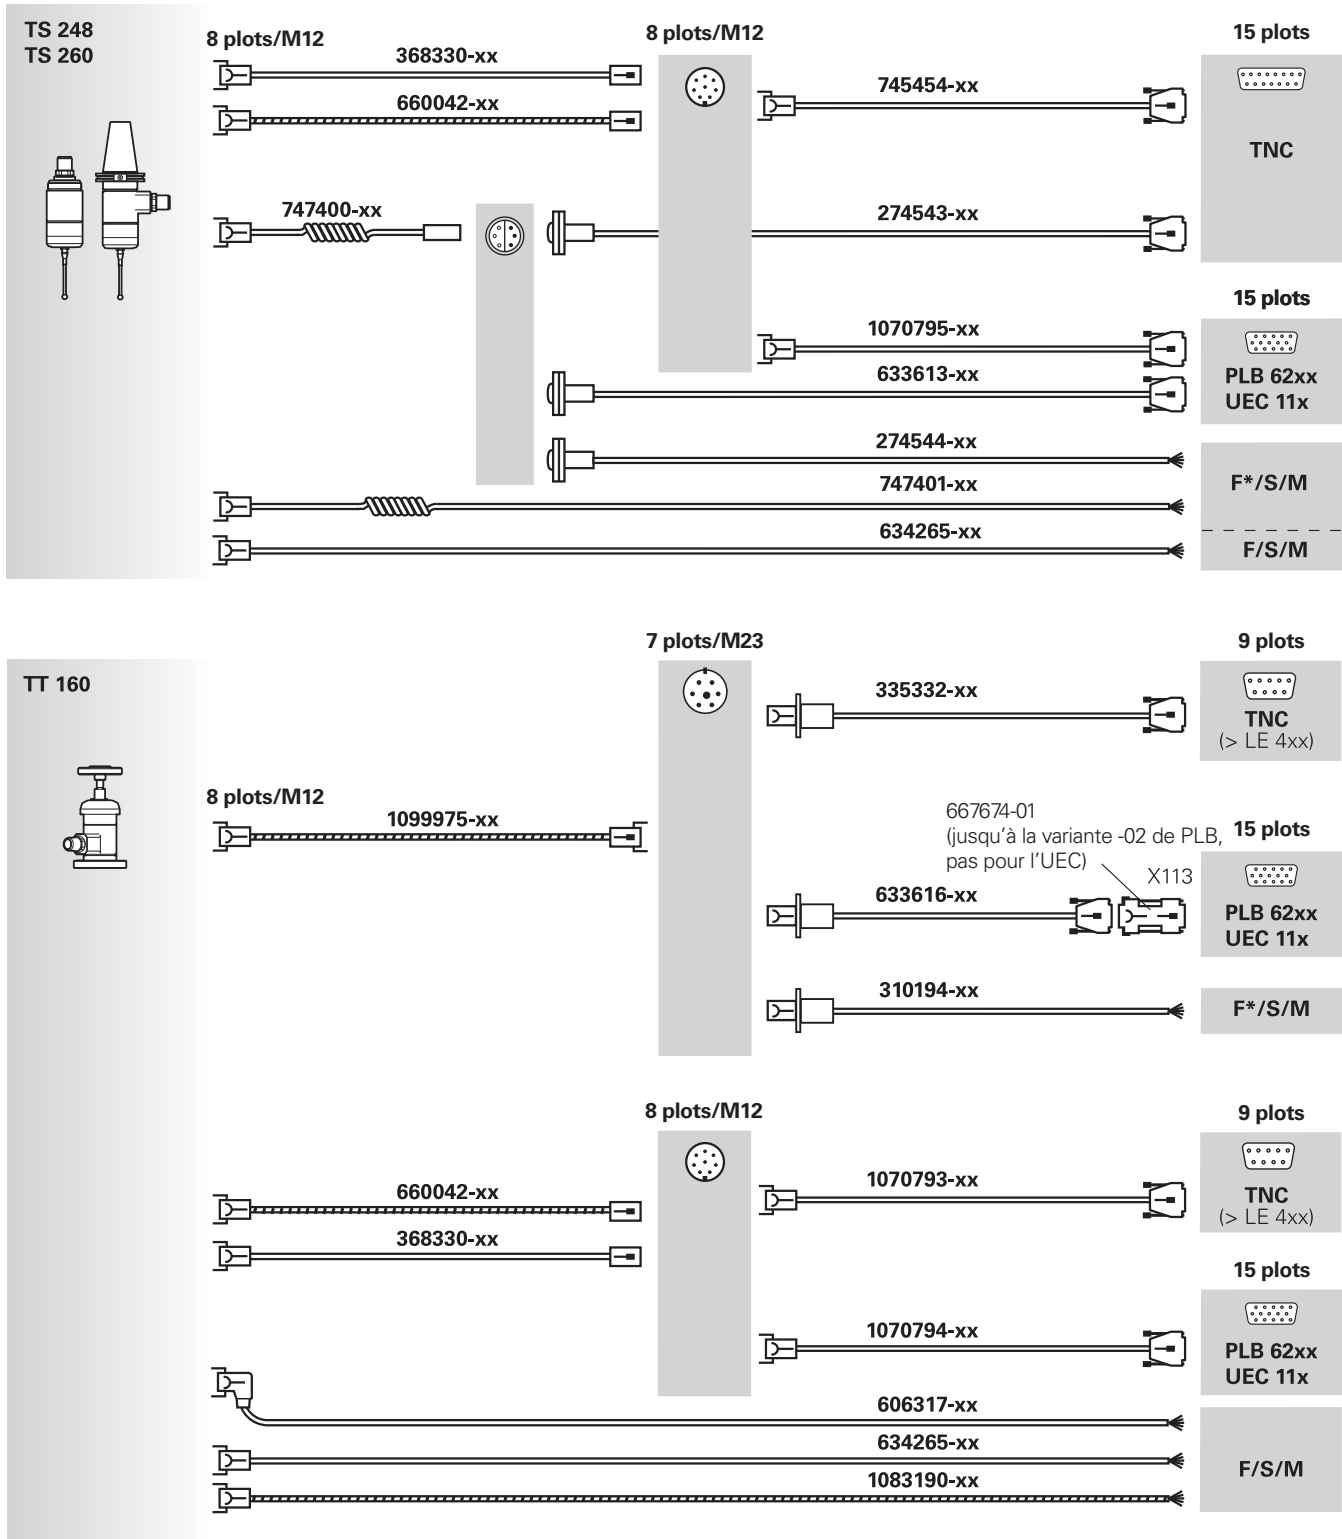 TS 248
TS 260
8 plots/M12
8 plots/M12
15 plots
368330-xx
660042-xx
745454-xx
TNC
747400-xx
274543-xx
15 plots
1070795-xx
PLB 62xx
UEC 11x
633613-xx
274544-xx
F*/S/M
747401-xx
634265-xx
F/S/M
TT 160
7 plots/M23
9 plots
335332-xx
TNC
(> LE 4xx)
8 plots/M12
1099975-xx
667674-01
(jusqu'à la variante -02 de PLB,
pas pour l'UEC)
X113
15 plots
633616-xx
PLB 62xx
UEC 11x
310194-xx
F*/S/M
8 plots/M12
9 plots
660042-xx
368330-xx
1070793-xx
TNC
(> LE 4xx)
15 plots
1070794-xx
PLB 62xx
UEC 11x
606317-xx
634265-xx
1083190-xx
F/S/M